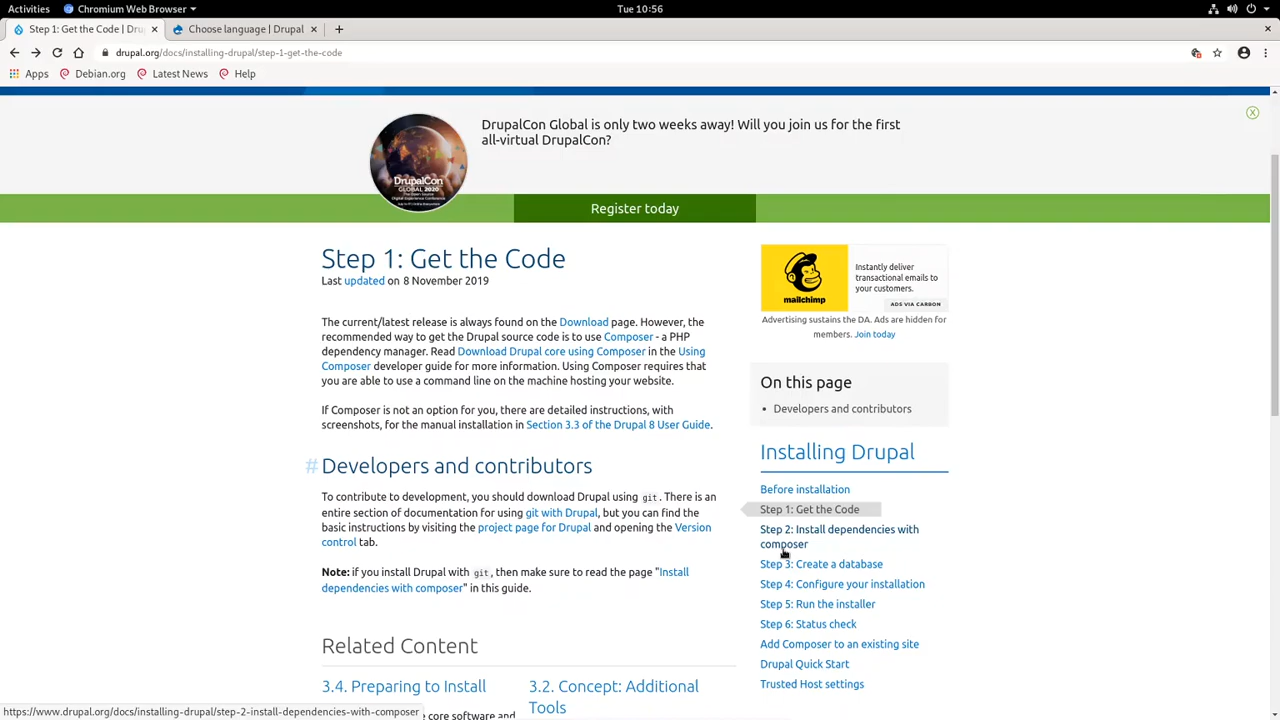 Activities
Chromium Web Browser
Tue 10:56
Step 1: Get the Code | Dru
Choose language | Drupal
drupal.org/docs/installing-drupal/step-1-get-the-code
Apps
Debian.org
Latest News
Help
DrupalCon Global is only two weeks away! Will you join us for the first
all-virtual DrupalCon?
DrupalCon
GLOBAL 2020
Register today
Step 1: Get the Code
Last updated on 8 November 2019
The current/latest release is always found on the Download page. However, the
recommended way to get the Drupal source code is to use Composer - a PHP
dependency manager. Read Download Drupal core using Composer in the Using
Composer developer guide for more information. Using Composer requires that
you are able to use a command line on the machine hosting your website.
If Composer is not an option for you, there are detailed instructions, with
screenshots, for the manual installation in Section 3.3 of the Drupal 8 User Guide.
# Developers and contributors
To contribute to development, you should download Drupal using git. There is an
entire section of documentation for using git with Drupal, but you can find the
basic instructions by visiting the project page for Drupal and opening the Version
control tab.
Note: if you install Drupal with git, then make sure to read the page "Install
dependencies with composer" in this guide.
Related Content
3.4. Preparing to Install
3.2. Concept: Additional
Tools
core software and
mailchimp
Instantly deliver
transactional emails to
your customers.
ADS VIA CARBON
Advertising sustains the DA. Ads are hidden for
members. Join today
On this page
• Developers and contributors
Installing Drupal
Before installation
Step 1: Get the Code
Step 2: Install dependencies with
composer
Step 3: Create a database
Step 4: Configure your installation
Step 5: Run the installer
Step 6: Status check
Add Composer to an existing site
Drupal Quick Start
Trusted Host settings
https://www.drupal.org/docs/installing-drupal/step-2-install-dependencies-with-composer